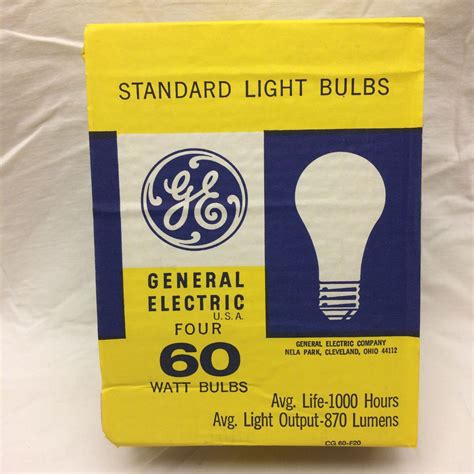 STANDARD LIGHT BULBS
GE
GENERAL
ELECTRIC
U.S.A.
FOUR
60
WATT BULBS
GENERAL ELECTRIC COMPANY
NELA PARK, CLEVELAND, OHIO 44112
Avg. Life-1000 Hours
Avg. Light Output-870 Lumens
CG 60-F20